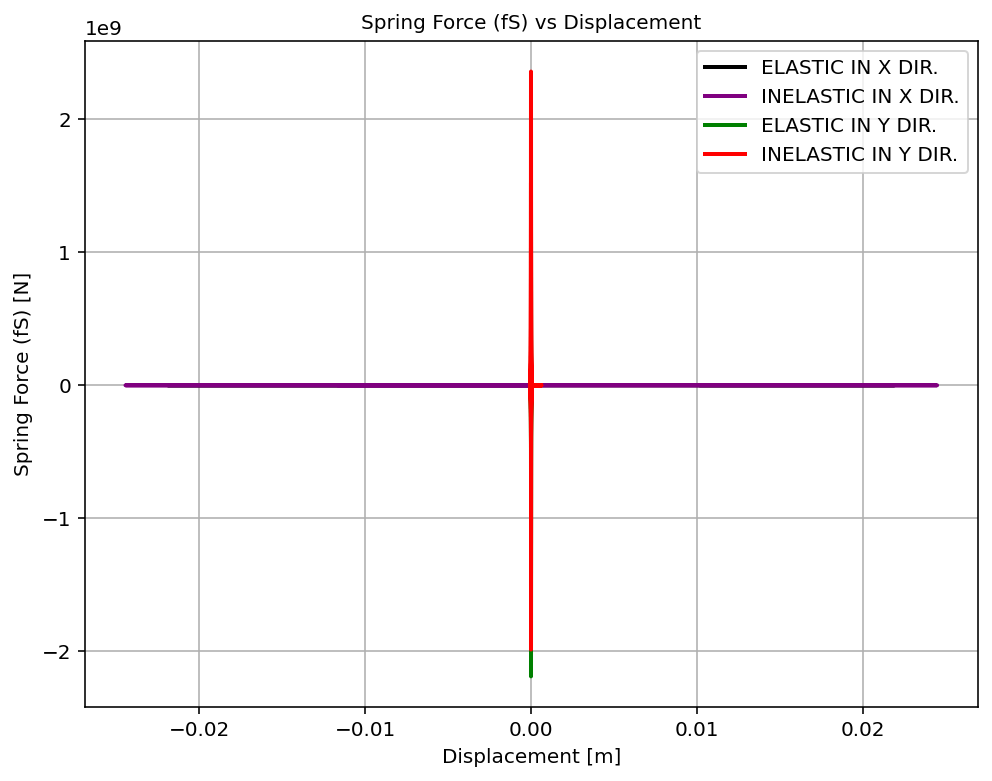 Spring Force (fS) vs Displacement
1e9
ELASTIC IN X DIR.
INELASTIC IN X DIR.
ELASTIC IN Y DIR.
INELASTIC IN Y DIR.
2
1
0
−1
−2
Spring Force (fS) [N]
−0.02
−0.01
0.00
0.01
0.02
Displacement [m]